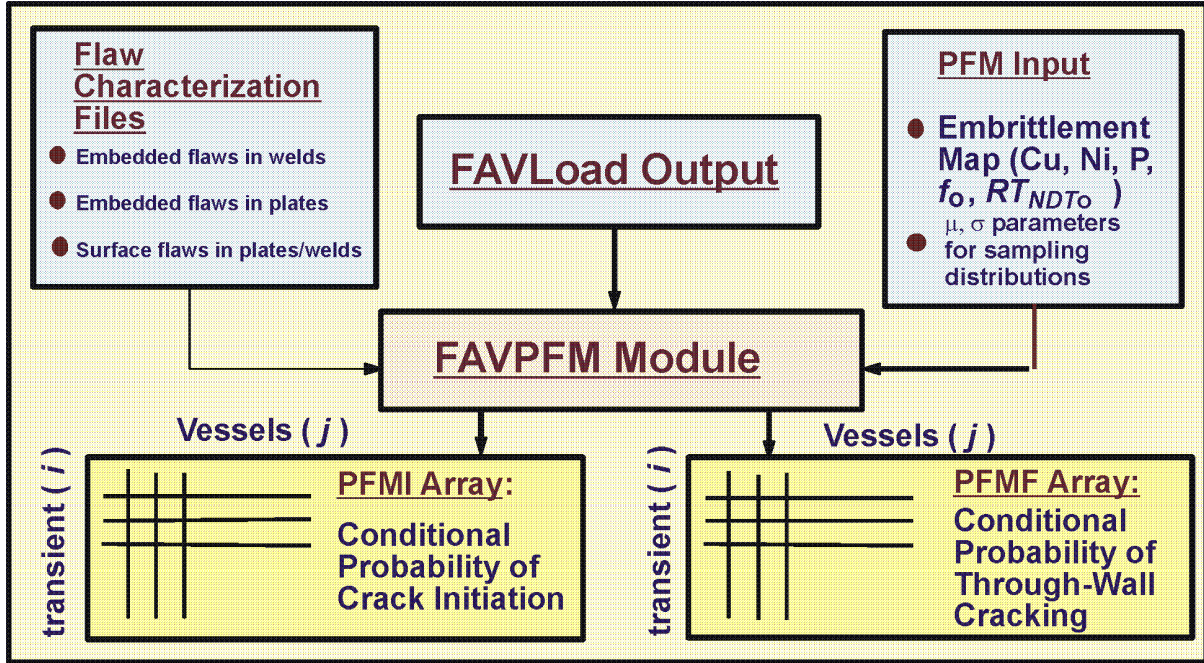 Flaw
Characterization
Files
Embedded flaws in welds
Embedded flaws in plates
Surface flaws in plates/welds
FAVLoad Output
PFM Input
Embrittlement
Map (Cu, Ni, P,
fo, RTNDTo )
μ, σ parameters
for sampling
distributions
FAVPFM Module
Vessels ( j )
transient ( i )
PFMI Array:
Conditional
Probability of
Crack Initiation
Vessels ( j )
transient ( i )
PFMF Array:
Conditional
Probability of
Through-Wall
Cracking